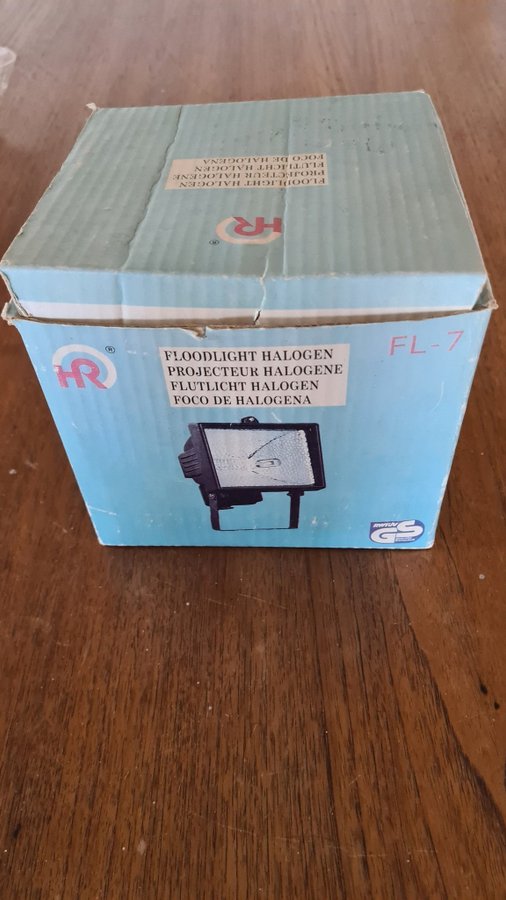 FLOODLIGHT HALOGEN
PROJECTEUR HALOGENE
FLUTLICHT HALOGEN
FOCO DE HALOGENA
HR ®
HR ®
FLOODLIGHT HALOGEN
PROJECTEUR HALOGENE
FLUTLICHT HALOGEN
FOCO DE HALOGENA
FL-7
GS